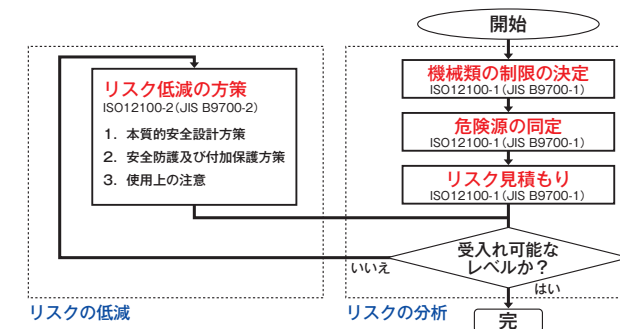 開始
機械類の制限の決定
ISO12100-1(JIS B9700-1)
危険源の同定
ISO12100-1(JIS B9700-1)
リスク見積もり
ISO12100-1(JIS B9700-1)
受入れ可能な
レベルか？
いいえ
はい
完
リスクの分析
リスク低減の方策
ISO12100-2(JIS B9700-2)
1. 本質的安全設計方策
2. 安全防護及び付加保護方策
3. 使用上の注意
リスクの低減